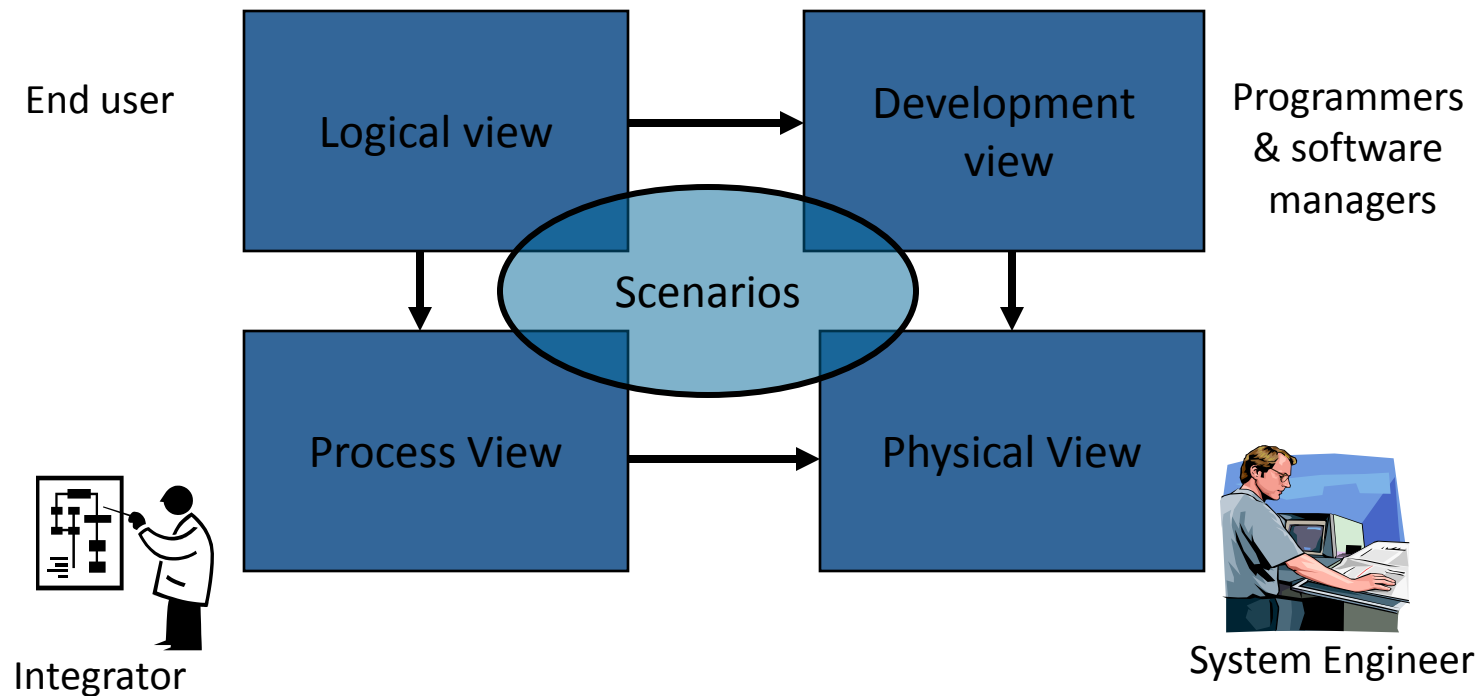 End user
Logical view
Development
view
Programmers
& software
managers
Scenarios
Process View
Physical View
Integrator
System Engineer